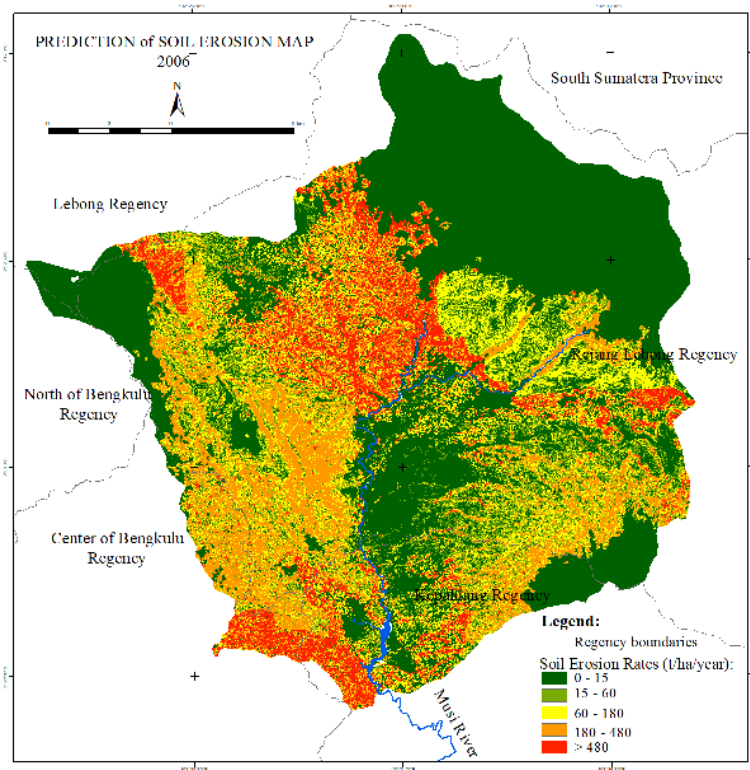 PREDICTION of SOIL EROSION MAP
2006
N
South Sumatera Province
Lebong Regency
Rejang Lebong Regency
North of Bengkulu
Regency
Center of Bengkulu
Regency
Kepahiang Regency
Musi River
Legend:
Regency boundaries
Soil Erosion Rates (t/ha/year):
0 - 15
15 - 60
60 - 180
180 - 480
> 480